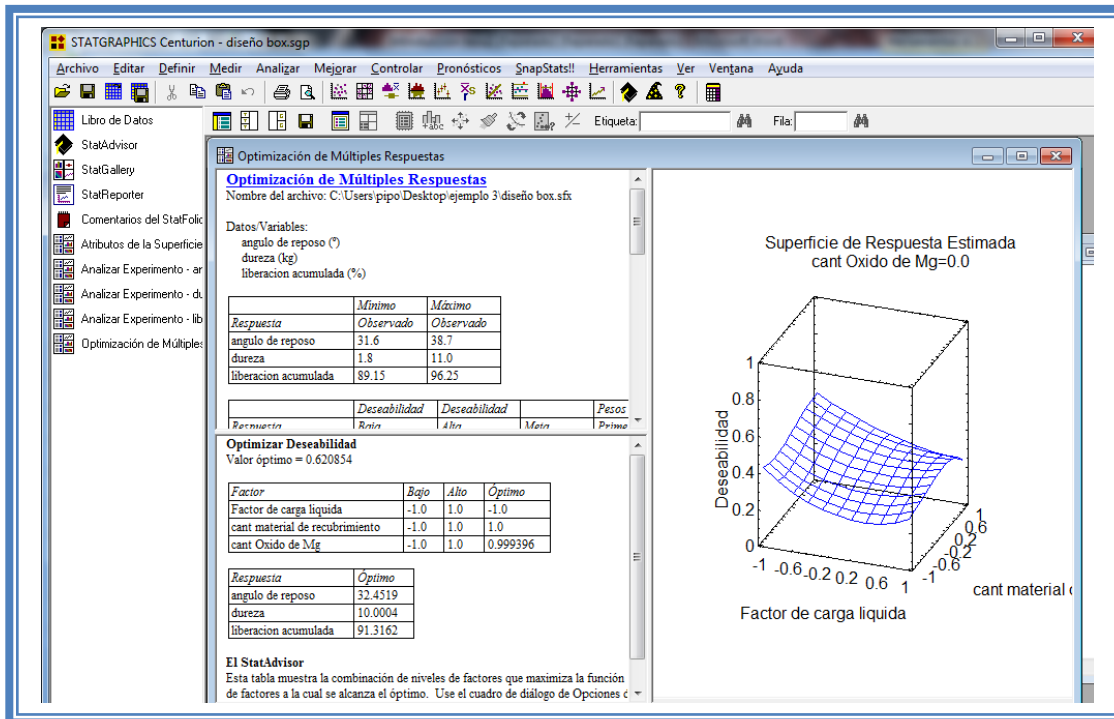 STATGRAPHICS Centurion - diseño box.sgp
Archivo Editar Definir Medir Analizar Mejorar Controlar Pronósticos SnapStats!! Herramientas Ver Ventana Ayuda
Etiqueta: Fila:
Libro de Datos
StatAdvisor
StatGallery
StatReporter
Comentarios del StatFolio
Atributos de la Superficie
Analizar Experimento - an
Analizar Experimento - du
Analizar Experimento - lib
Optimización de Múltiples
Optimización de Múltiples Respuestas
Optimización de Múltiples Respuestas
Nombre del archivo: C:\Users\pipo\Desktop\ejemplo 3\diseño box.sfx
Datos/Variables:
angulo de reposo (º)
dureza (kg)
liberacion acumulada (%)
Mínimo Máximo
Respuesta Observado Observado
angulo de reposo 31.6 38.7
dureza 1.8 11.0
liberacion acumulada 89.15 96.25
Deseabilidad Deseabilidad Pesos
Respuesta Baja Alta Meta Prime
Optimizar Deseabilidad
Valor óptimo = 0.620854
Factor Bajo Alto Óptimo
Factor de carga liquida -1.0 1.0 -1.0
cant material de recubrimiento -1.0 1.0 1.0
cant Oxido de Mg -1.0 1.0 0.999396
Respuesta Óptimo
angulo de reposo 32.4519
dureza 10.0004
liberacion acumulada 91.3162
El StatAdvisor
Esta tabla muestra la combinación de niveles de factores que maximiza la función
de factores a la cual se alcanza el óptimo. Use el cuadro de diálogo de Opciones d
Superficie de Respuesta Estimada
cant Oxido de Mg=0.0
Deseabilidad
1
0.8
0.6
0.4
0.2
0
-1 -0.6 -0.2 0.2 0.6 1
Factor de carga liquida
-1 -0.6 -0.2 0.2 0.6 1
cant material